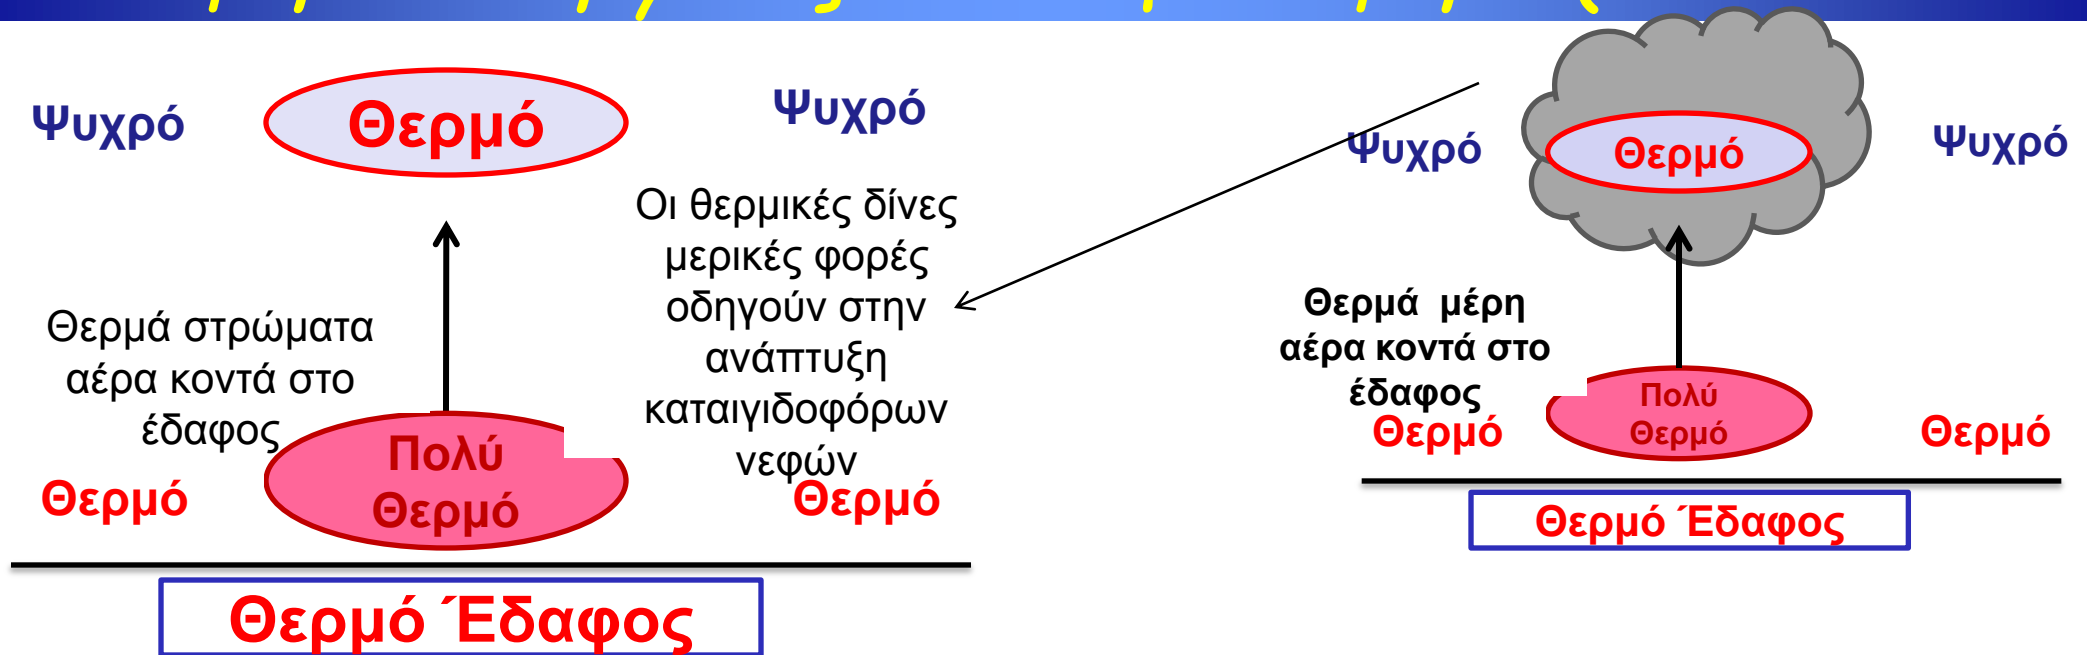 Ψυχρό
Θερμό
Ψυχρό
Οι θερμικές δίνες
μερικές φορές
οδηγούν στην
ανάπτυξη
καταιγιδοφόρων
νεφών
Θερμά στρώματα
αέρα κοντά στο
έδαφος
Πολύ
Θερμό
Θερμό
Θερμό
Θερμό Έδαφος
Ψυχρό
Θερμό
Ψυχρό
Θερμά μέρη
αέρα κοντά στο
έδαφος
Πολύ
Θερμό
Θερμό
Θερμό
Θερμό Έδαφος